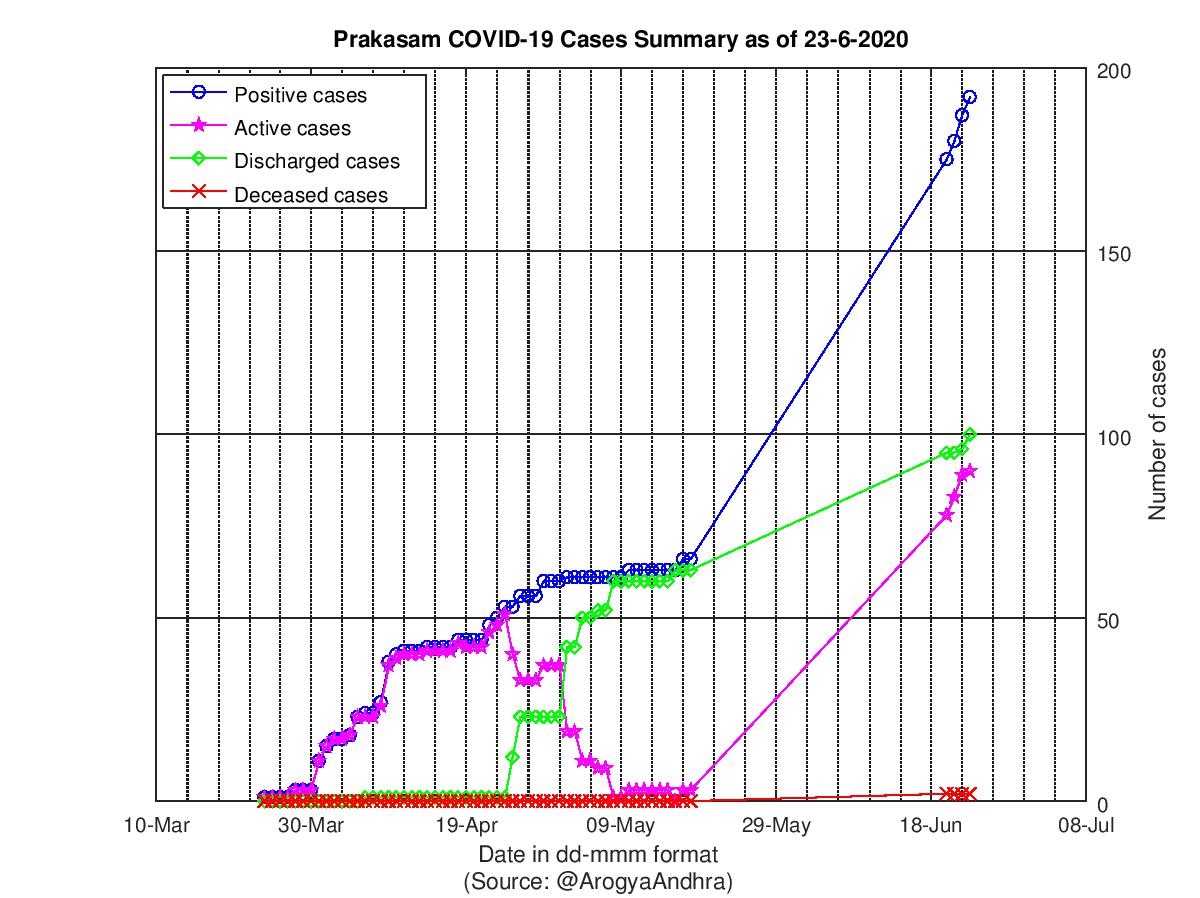 Prakasam COVID-19 Cases Summary as of 23-6-2020
Positive cases
Active cases
Discharged cases
Deceased cases
200
150
100
50
0
Number of cases
10-Mar 30-Mar 19-Apr 09-May 29-May 18-Jun 08-Jul
Date in dd-mmm format
(Source: @ArogyaAndhra)